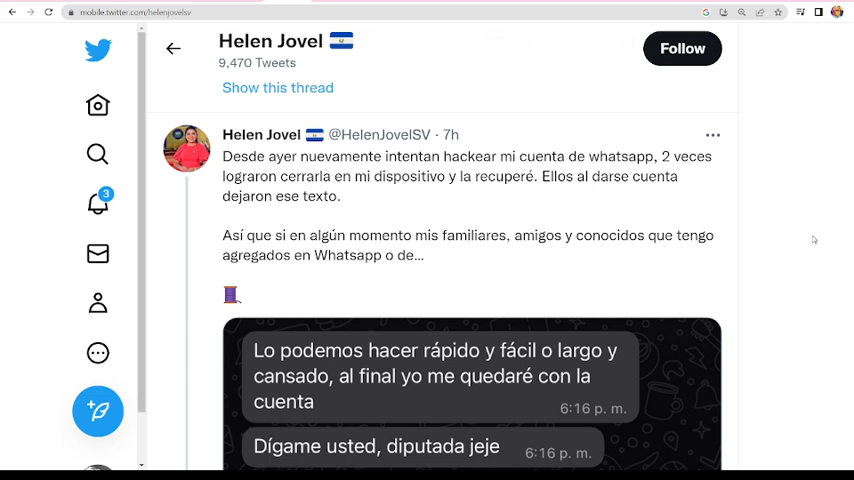 mobile.twitter.com/helenjovelsv
Helen Jovel
9,470 Tweets
Follow
Show this thread
Helen Jovel @HelenJovelSV · 7h
Desde ayer nuevamente intentan hackear mi cuenta de whatsapp, 2 veces
lograron cerrarla en mi dispositivo y la recuperé. Ellos al darse cuenta
dejaron ese texto.
Así que si en algún momento mis familiares, amigos y conocidos que tengo
agregados en Whatsapp o de...
3
Lo podemos hacer rápido y fácil o largo y
cansado, al final yo me quedaré con la
cuenta
6:16 p. m.
Dígame usted, diputada jeje
6:16 p. m.